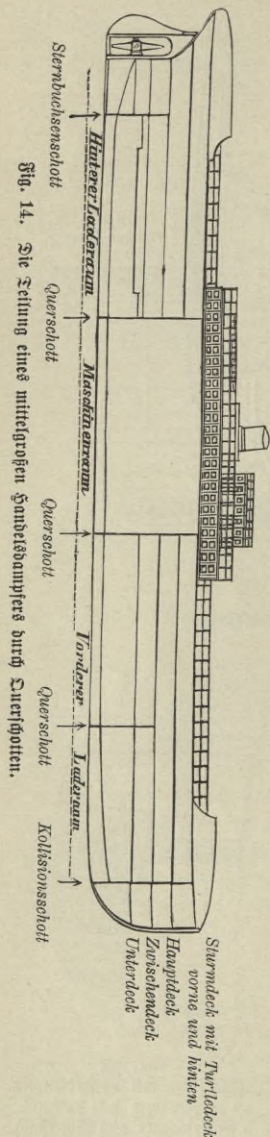 Sturmdeck mit Turtledeck
vorne und hinten
Hauptdeck
Zwischendeck
Unterdeck
Hinterer Laderaum
Maschinenraum
Vorderer Laderaum
Sternbuchsenschott
Querschott
Querschott
Querschott
Kollisionsschott
Fig. 14. Die Teilung eines mittelgroßen Handelsdampfers durch Querschotten.